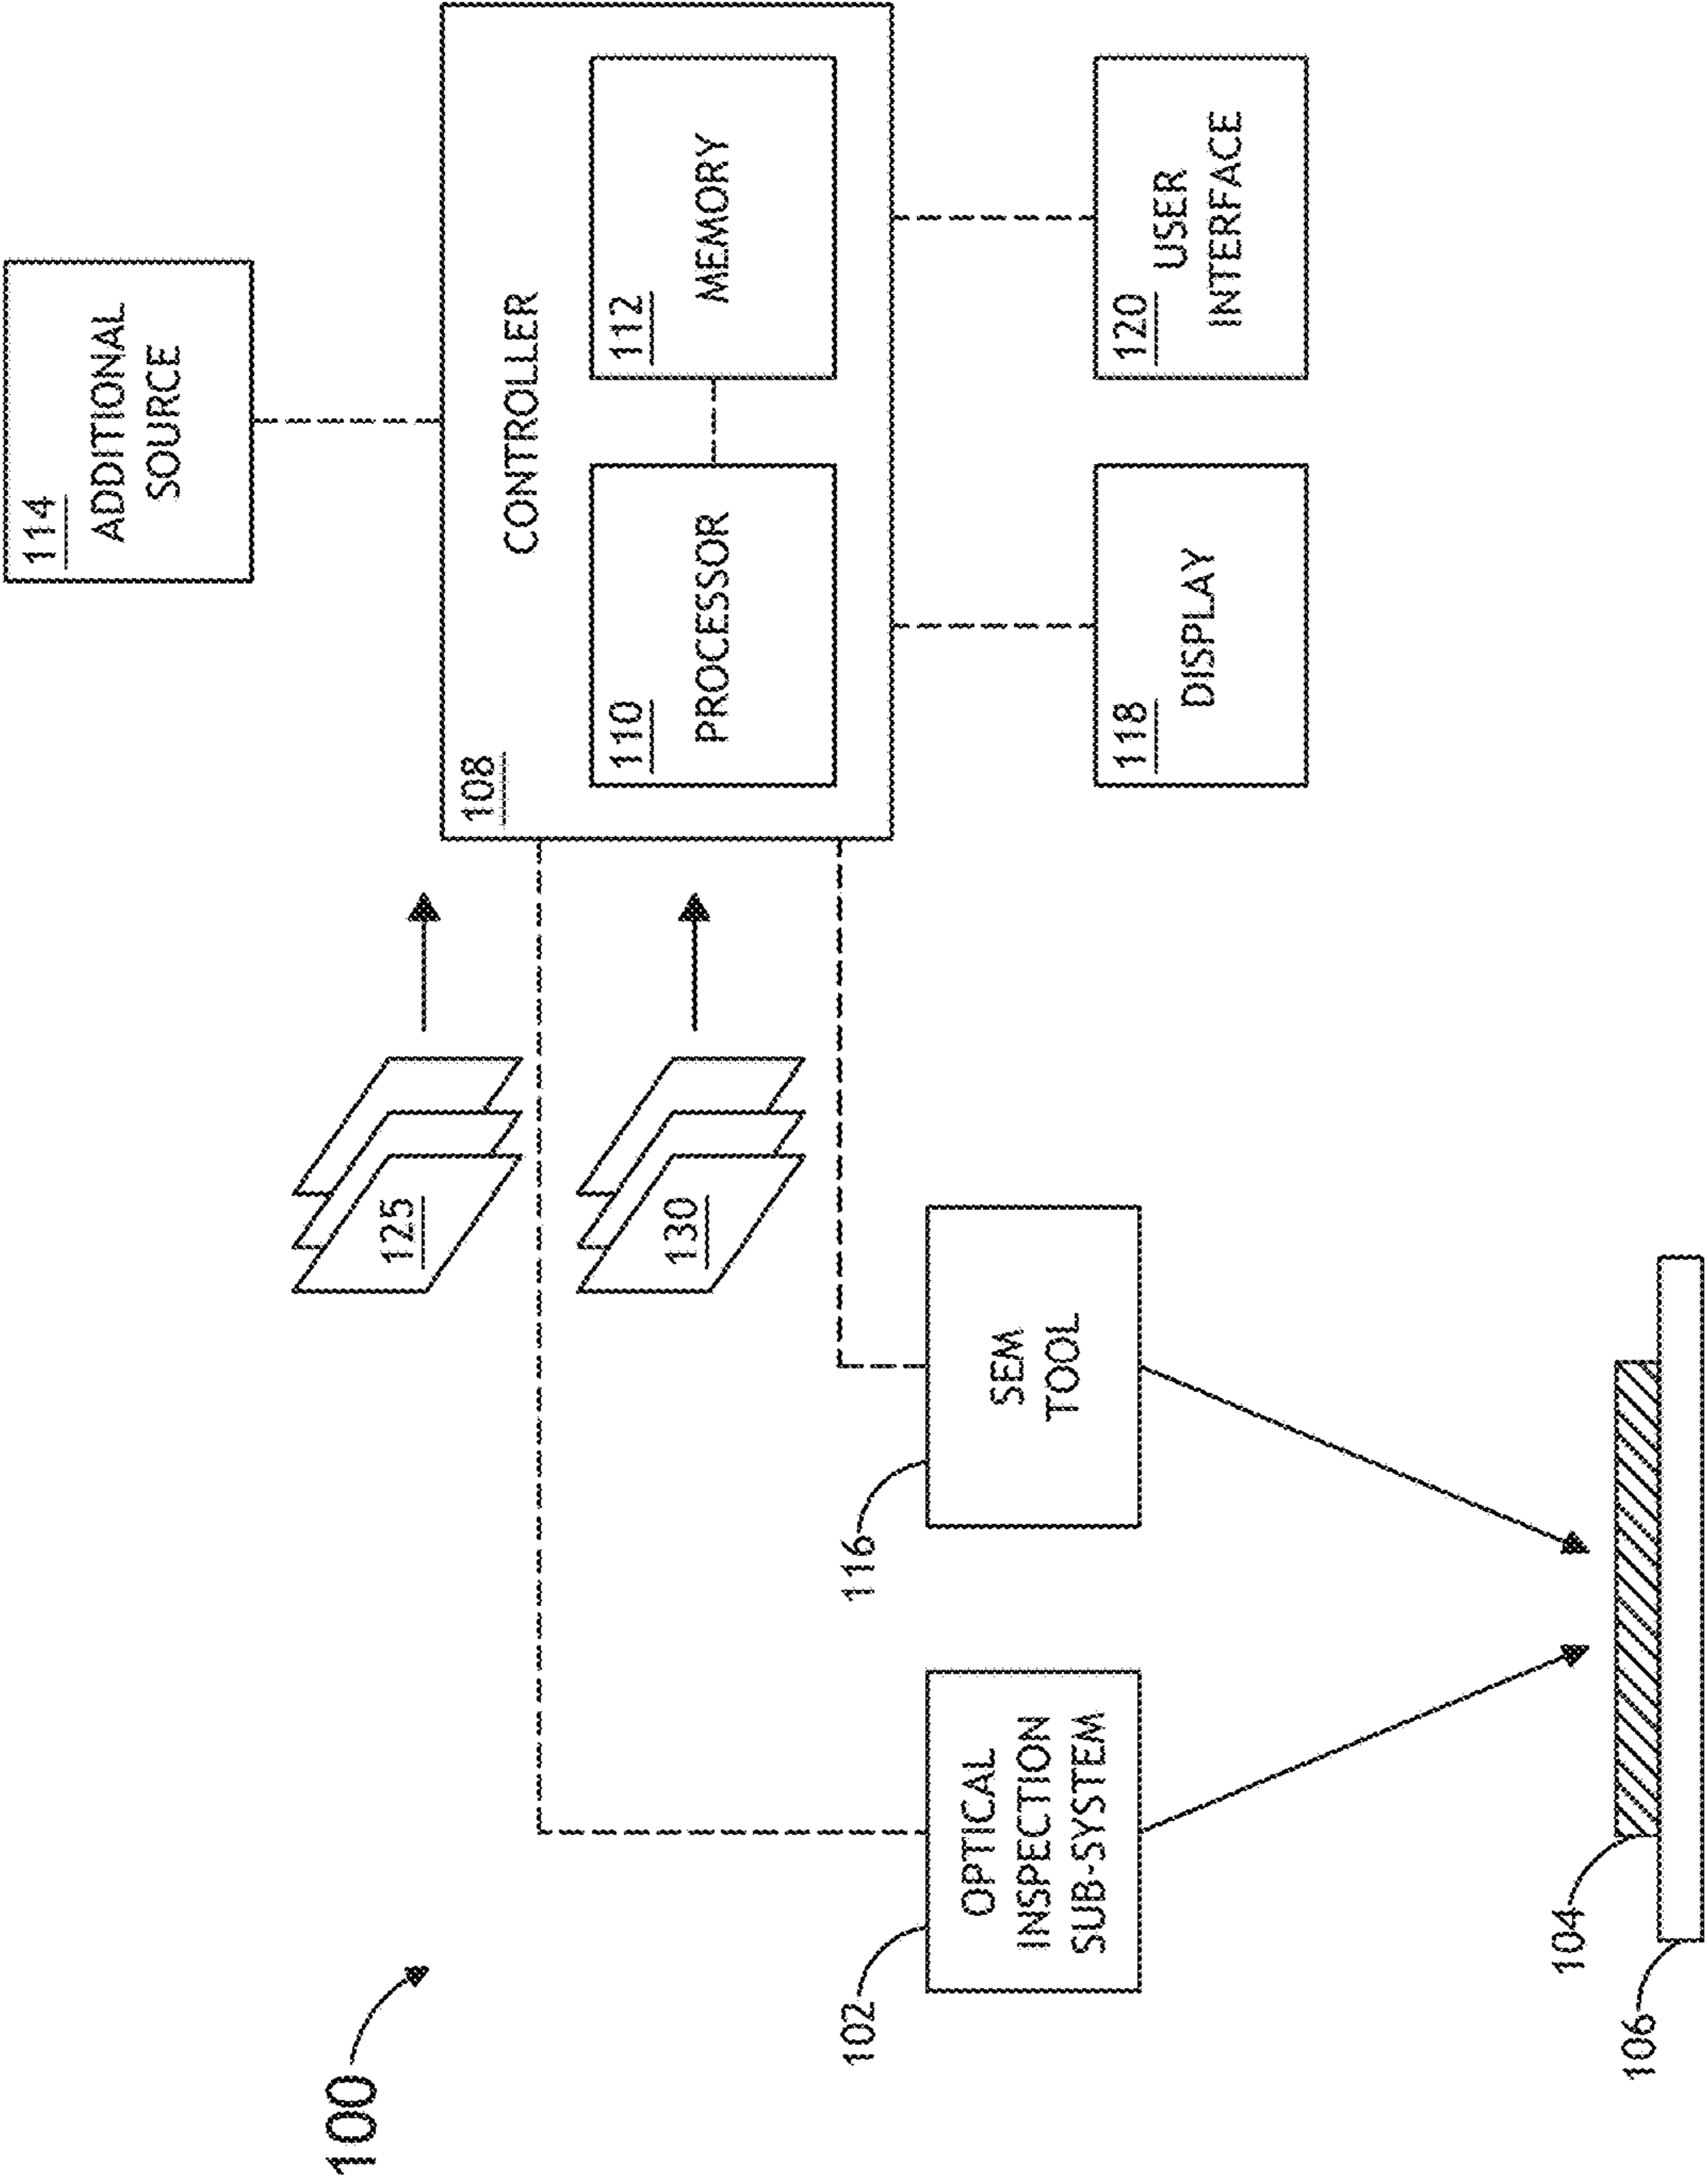 100
114
ADDITIONAL
SOURCE
108
CONTROLLER
110
PROCESSOR
112
MEMORY
125
130
102
OPTICAL
INSPECTION
SUB-SYSTEM
116
SEM
TOOL
118
DISPLAY
120
USER
INTERFACE
104
106